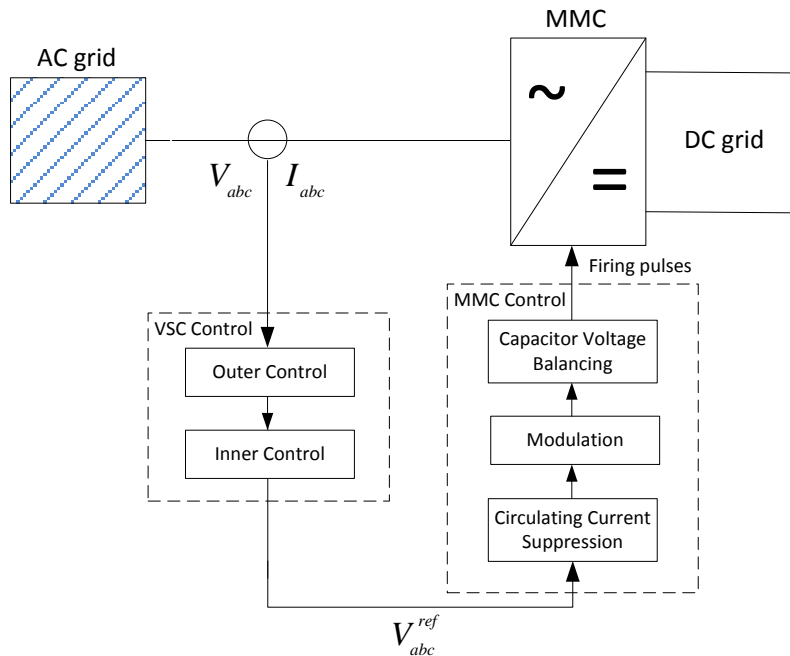 MMC
AC grid
~
=
DC grid
V_abc I_abc
Firing pulses
MMC Control
VSC Control
Capacitor Voltage
Balancing
Outer Control
Modulation
Inner Control
Circulating Current
Suppression
V_abc^ref